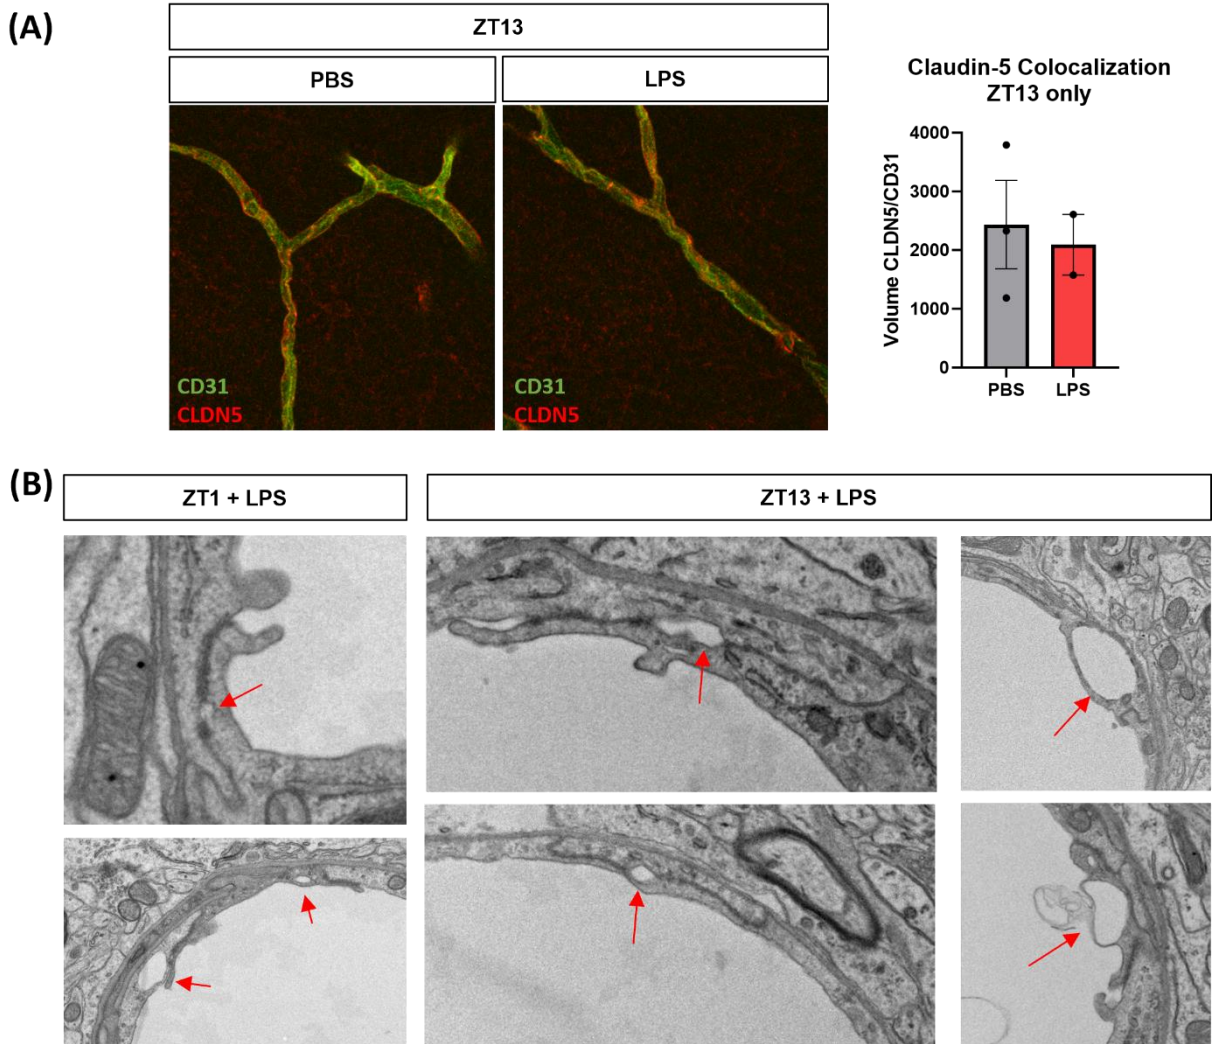 (A)
ZT13
PBS
LPS
CD31
CLDN5
CD31
CLDN5
Claudin-5 Colocalization
ZT13 only
Volume CLDN5/CD31
4000
3000
2000
1000
0
PBS
LPS
(B)
ZT1 + LPS
ZT13 + LPS